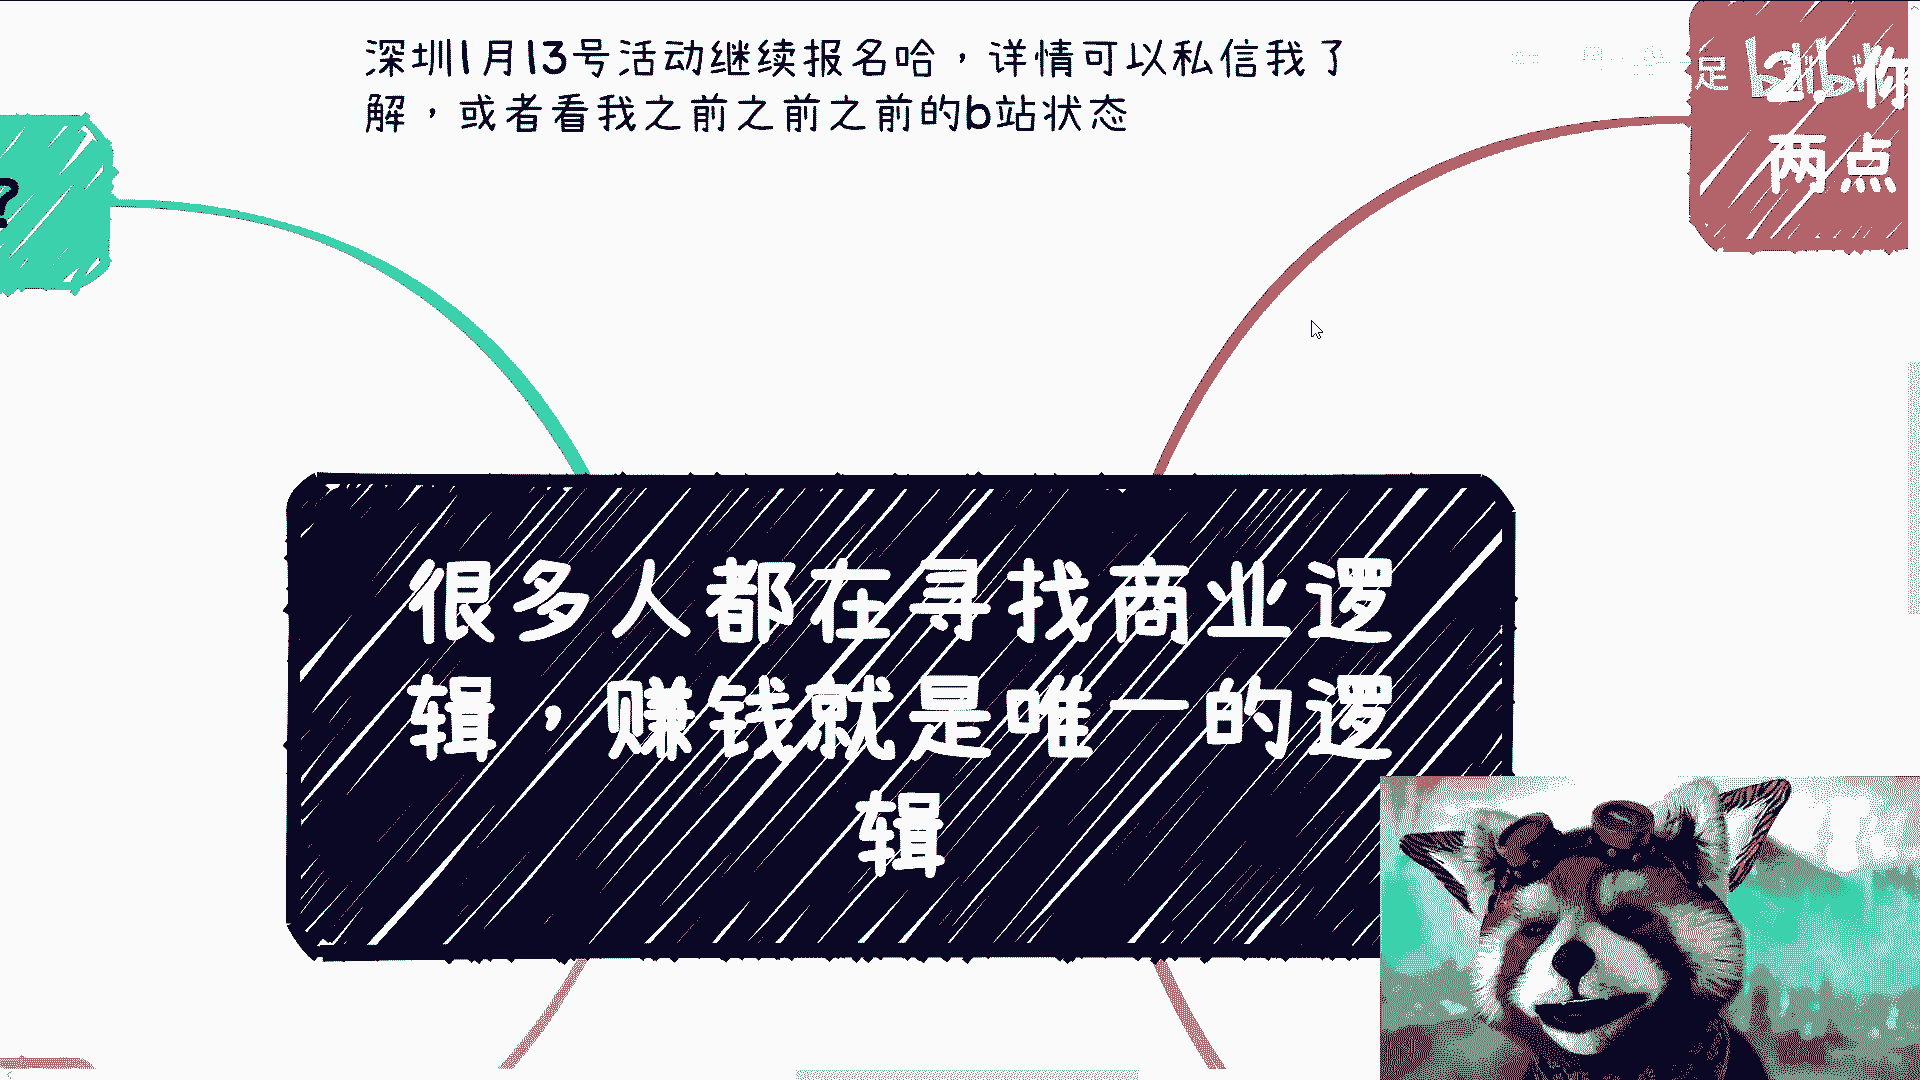 深圳1月13号活动继续报名哈，详情可以私信我了
解，或者看我之前之前之前的b站状态
?
足
bilibili
2. 你
两点
很多人都在寻找商业逻
辑，赚钱就是唯一的逻
辑